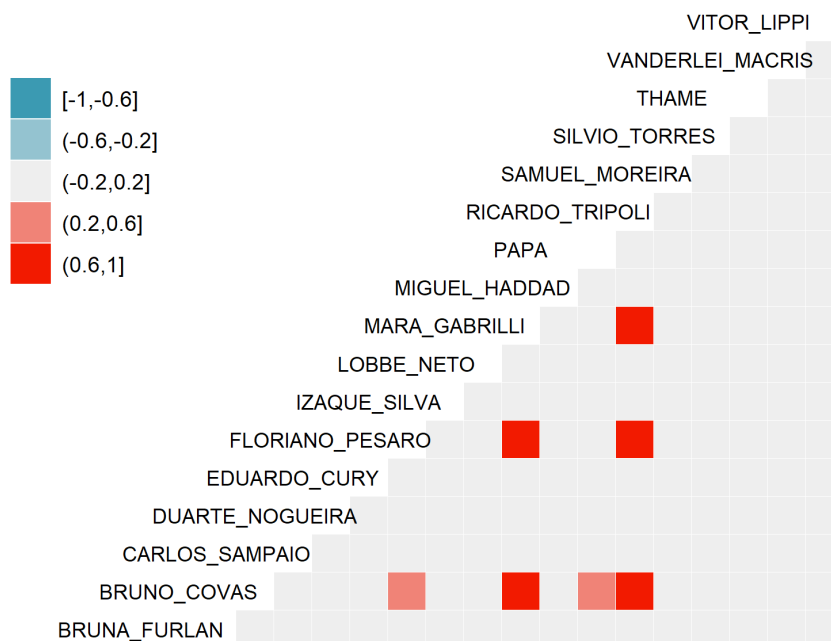 VITOR_LIPPI
VANDERLEI_MACRIS
[-1,-0.6]
THAME
(-0.6,-0.2]
SILVIO_TORRES
(-0.2,0.2]
SAMUEL_MOREIRA
(0.2,0.6]
RICARDO_TRIPOLI
PAPA
(0.6,1]
MIGUEL_HADDAD
MARA_GABRILLI
LOBBE_NETO
IZAQUE_SILVA
FLORIANO_PESARO
EDUARDO_CURY
DUARTE_NOGUEIRA
CARLOS_SAMPAIO
BRUNO_COVAS
BRUNA_FURLAN